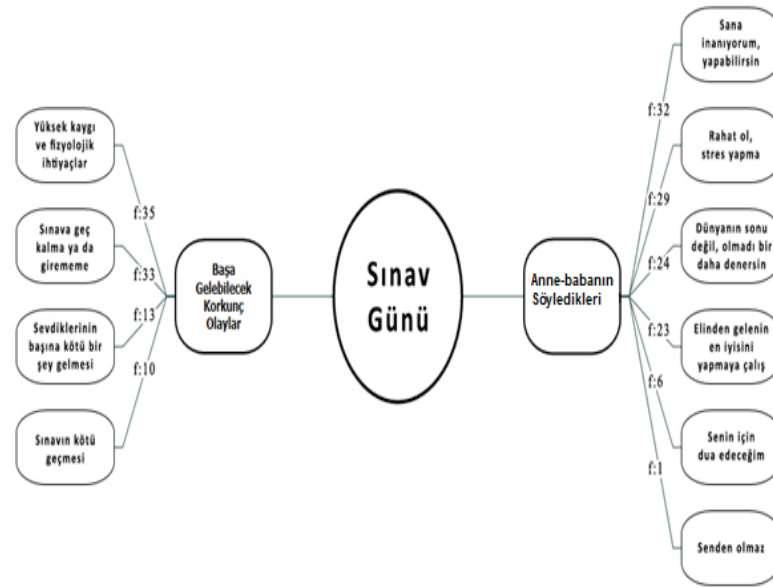 Sınav
Günü
Başa
Gelebilecek
Korkunç
Olaylar
f:35
Yüksek kaygı
ve fizyolojik
ihtiyaçlar
f:33
Sınava geç
kalma ya da
girememe
f:13
Sevdiklerinin
başına kötü bir
şey gelmesi
f:10
Sınavın kötü
geçmesi
Anne-babanın
Söyledikleri
f:32
Sana
inanıyorum,
yapabilirsin
f:29
Rahat ol,
stres yapma
f:24
Dünyanın sonu
değil, olmadı bir
daha denersin
f:23
Elinden gelenin
en iyisini
yapmaya çalış
f:6
Senin için
dua edeceğim
f:1
Senden olmaz